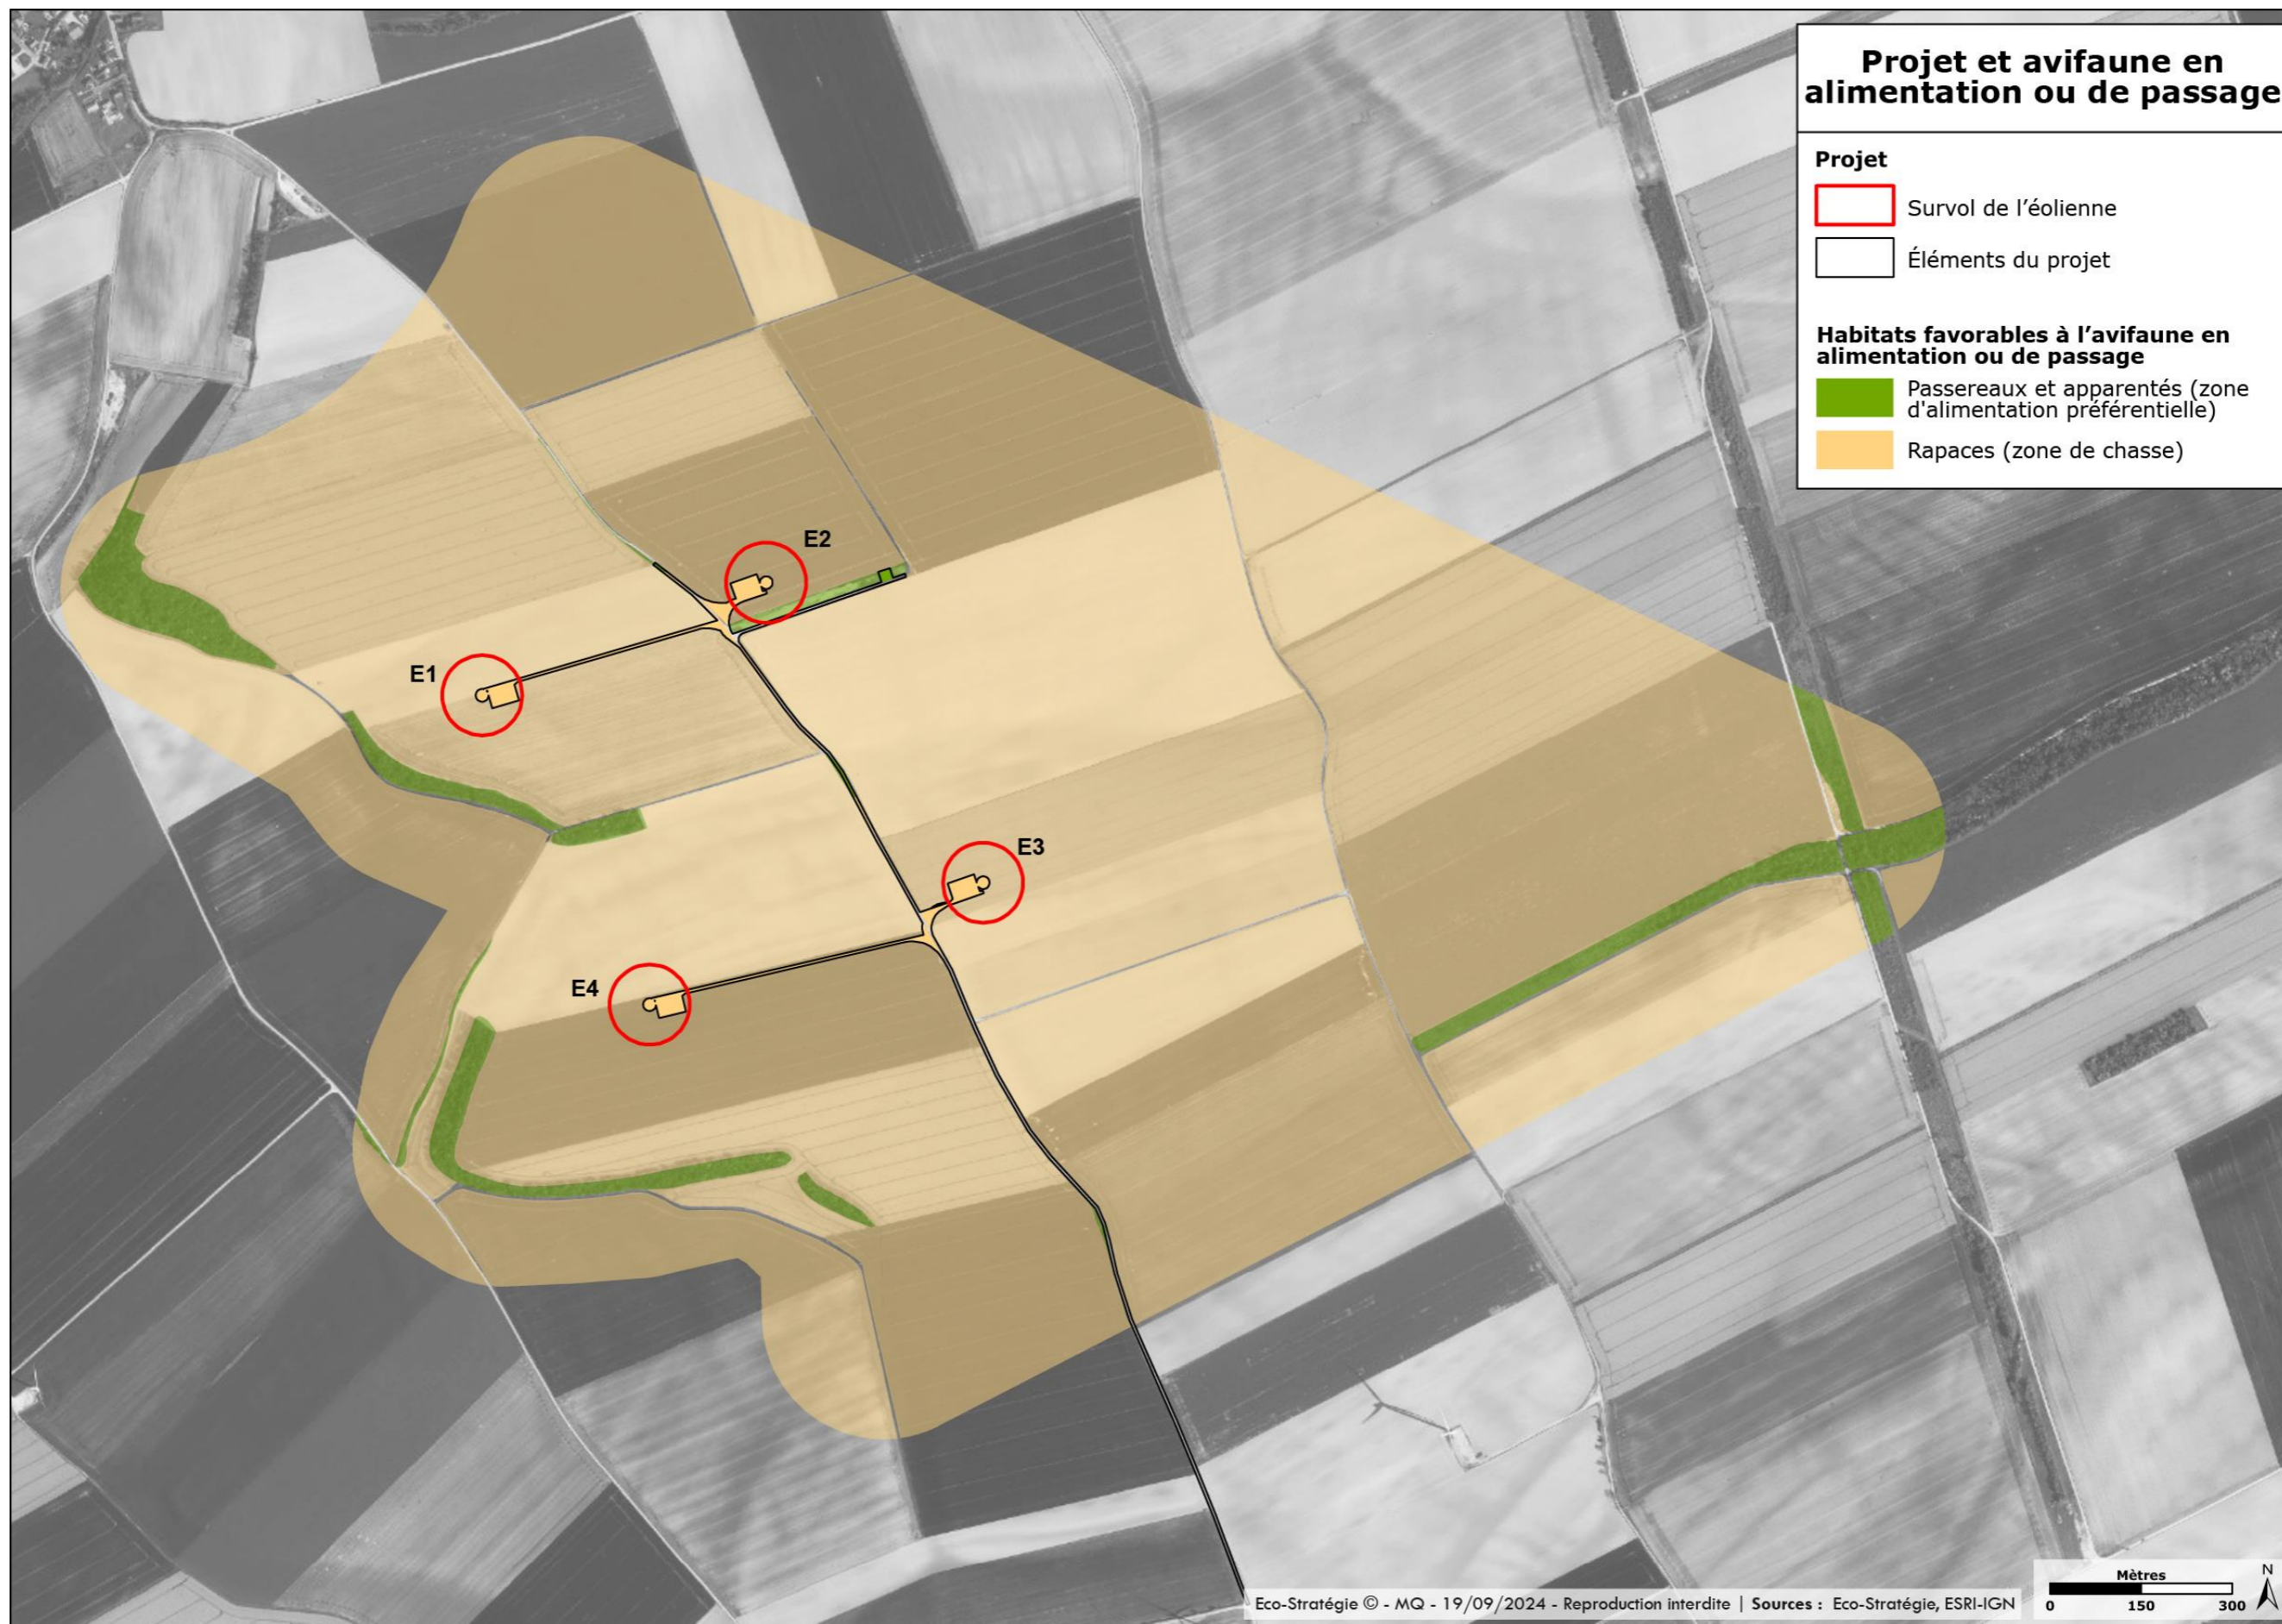 Projet et avifaune en
alimentation ou de passage
Projet
Survol de l’éolienne
Éléments du projet
Habitats favorables à l’avifaune en
alimentation ou de passage
Passereaux et apparentés (zone
d'alimentation préférentielle)
Rapaces (zone de chasse)
E2
E1
E3
E4
Mètres
N
0 150 300
Eco-Stratégie © - MQ - 19/09/2024 - Reproduction interdite | Sources : Eco-Stratégie, ESRI-IGN